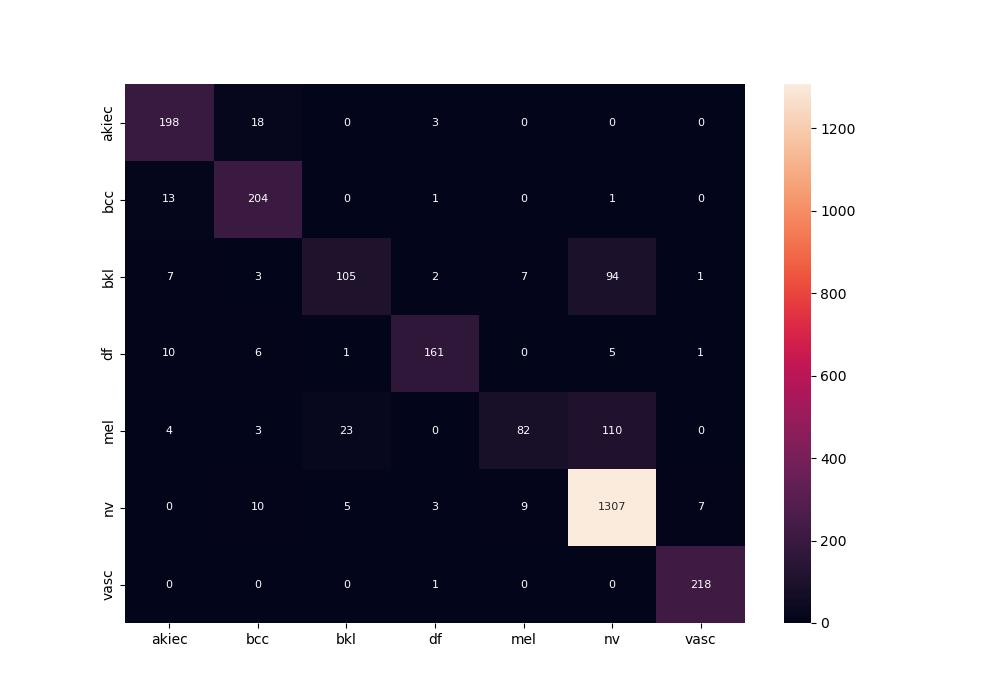 akiec 198 18 0 3 0 0 0
bcc 13 204 0 1 0 1 0
bkl 7 3 105 2 7 94 1
df 10 6 1 161 0 5 1
mel 4 3 23 0 82 110 0
nv 0 10 5 3 9 1307 7
vasc 0 0 0 1 0 0 218
akiec bcc bkl df mel nv vasc
1200
1000
800
600
400
200
0